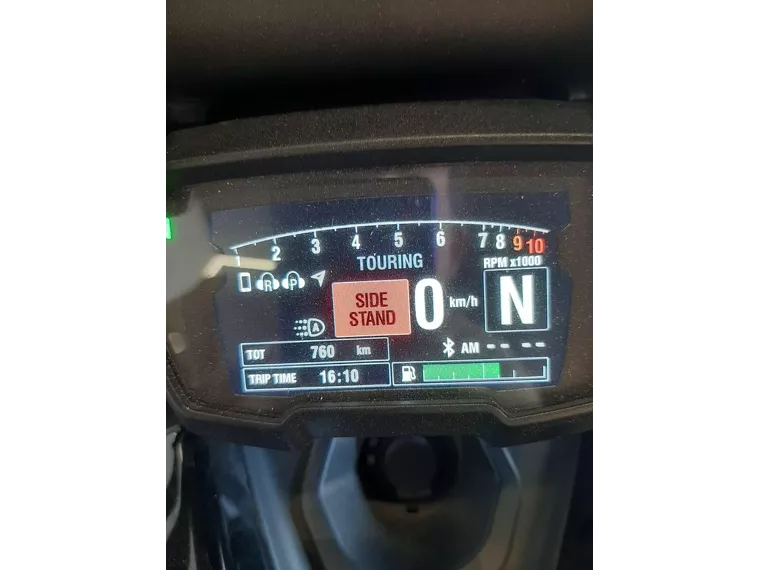 2 3 4 5 6 7 8 9 10
TOURING
RPM x1000
R P
SIDE
STAND
0 km/h
N
A
TOT 760 km
AM -- --
TRIP TIME 16:10